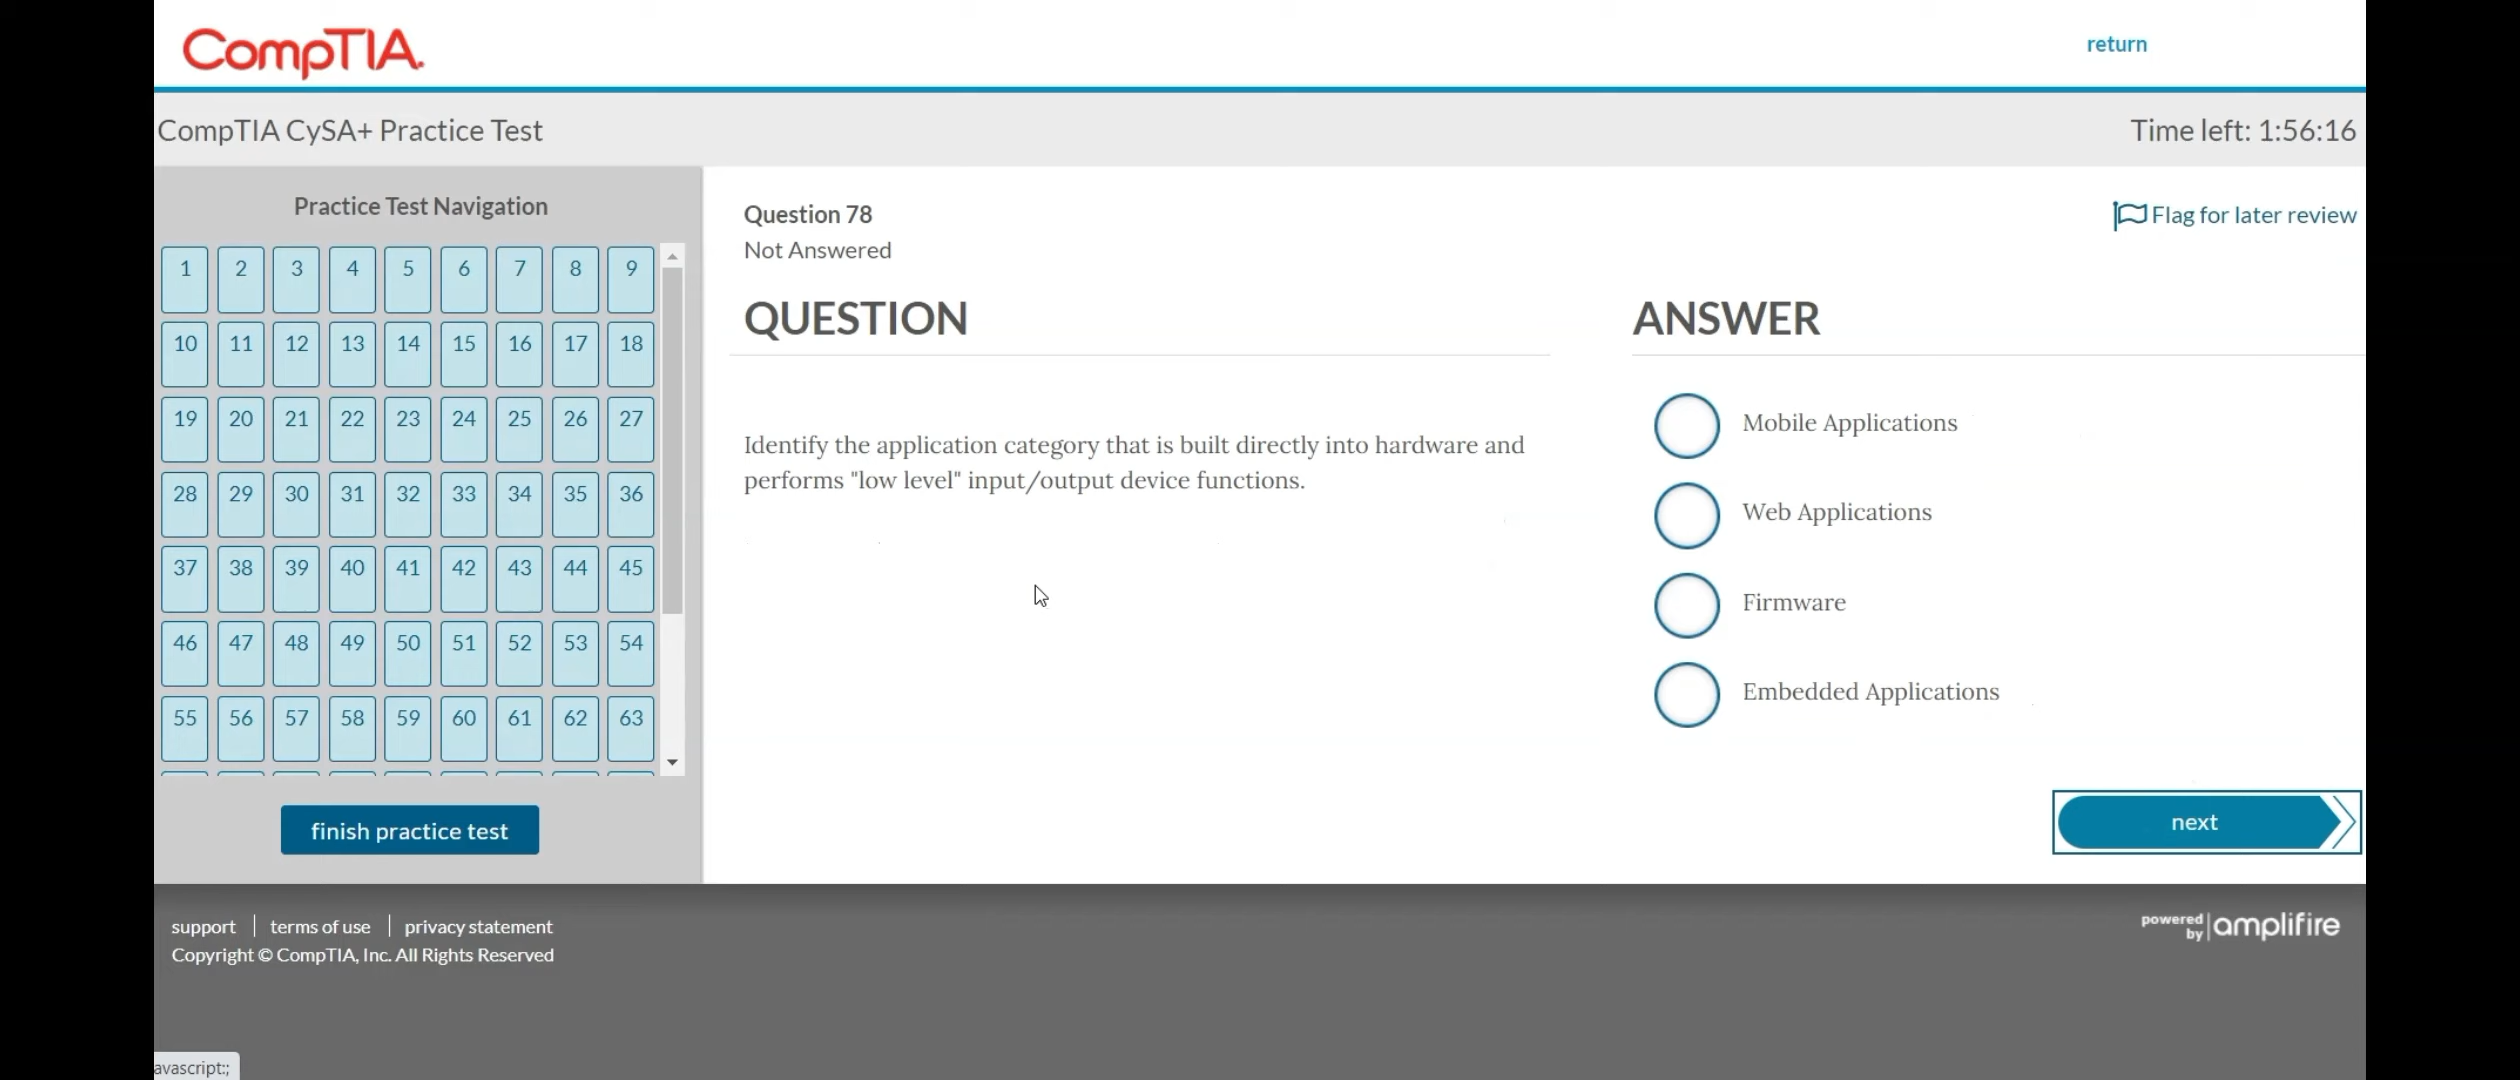 CompTIA.
return
CompTIA CySA+ Practice Test
Time left: 1:56:16
Practice Test Navigation
1 2 3 4 5 6 7 8 9
10 11 12 13 14 15 16 17 18
19 20 21 22 23 24 25 26 27
28 29 30 31 32 33 34 35 36
37 38 39 40 41 42 43 44 45
46 47 48 49 50 51 52 53 54
55 56 57 58 59 60 61 62 63
finish practice test
Question 78
Not Answered
Flag for later review
QUESTION
Identify the application category that is built directly into hardware and
performs "low level" input/output device functions.
ANSWER
Mobile Applications
Web Applications
Firmware
Embedded Applications
next
support | terms of use | privacy statement
Copyright © CompTIA, Inc. All Rights Reserved
powered by amplifire
avascript:;